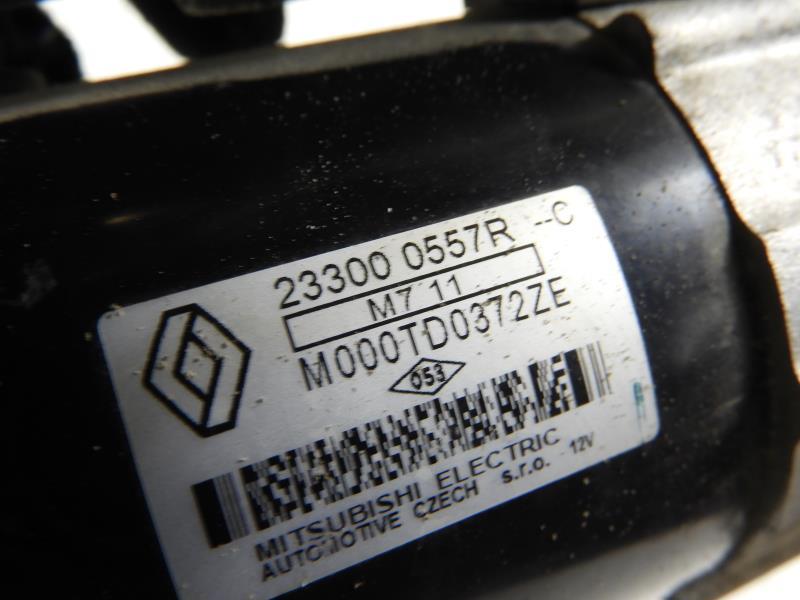 23300 0557R --C
M7 11
M000TD0372ZE
053
MITSUBISHI ELECTRIC
AUTOMOTIVE CZECH s.r.o. 12V